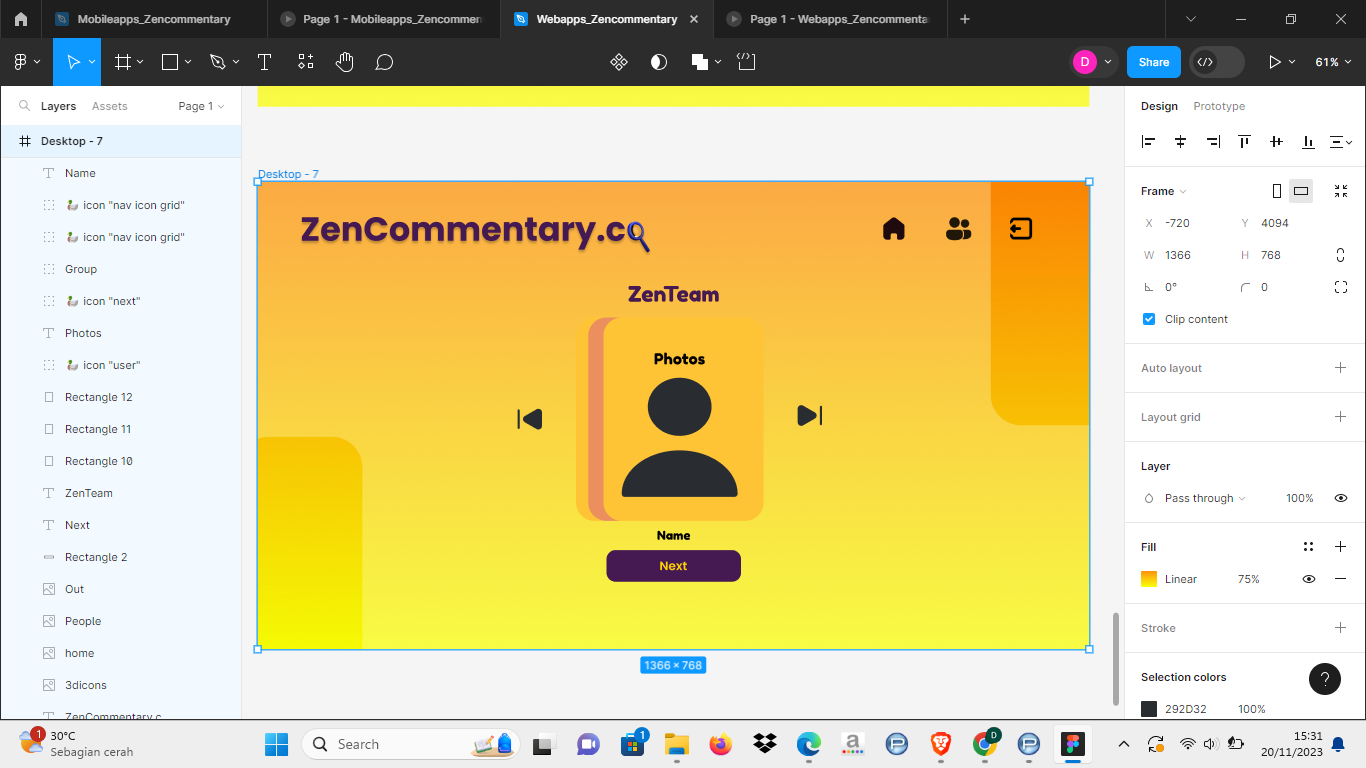 Mobileapps_Zencommentary
Page 1 - Mobileapps_Zencommen
Webapps_Zencommentary
Page 1 - Webapps_Zencommenta
D
Share
61%
Layers
Assets
Page 1
Design
Prototype
Desktop - 7
Name
🦆 icon "nav icon grid"
🦆 icon "nav icon grid"
Group
🦆 icon "next"
Photos
🦆 icon "user"
Rectangle 12
Rectangle 11
Rectangle 10
ZenTeam
Next
Rectangle 2
Out
People
home
3dicons
ZenCommentary.c
Desktop - 7
ZenCommentary.c
ZenTeam
Photos
Name
Next
1366 × 768
Frame
X -720 Y 4094
W 1366 H 768
0° 0
Clip content
Auto layout
Layout grid
Layer
Pass through 100%
Fill
Linear 75%
Stroke
Selection colors
?
292D32 100%
1
30°C
Sebagian cerah
Search
1
a
D
15:31
20/11/2023